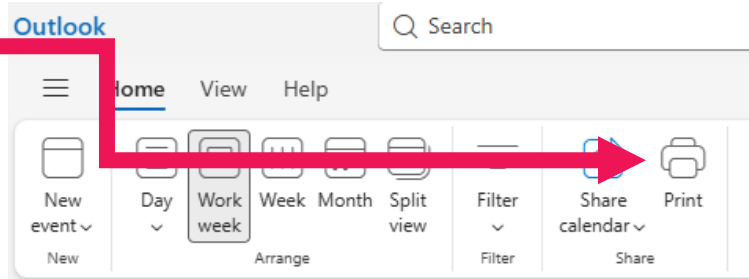 Outlook
Search
Home View Help
New event
Day
Work week
Week
Month
Split view
Filter
Share calendar
Print
New
Arrange
Filter
Share